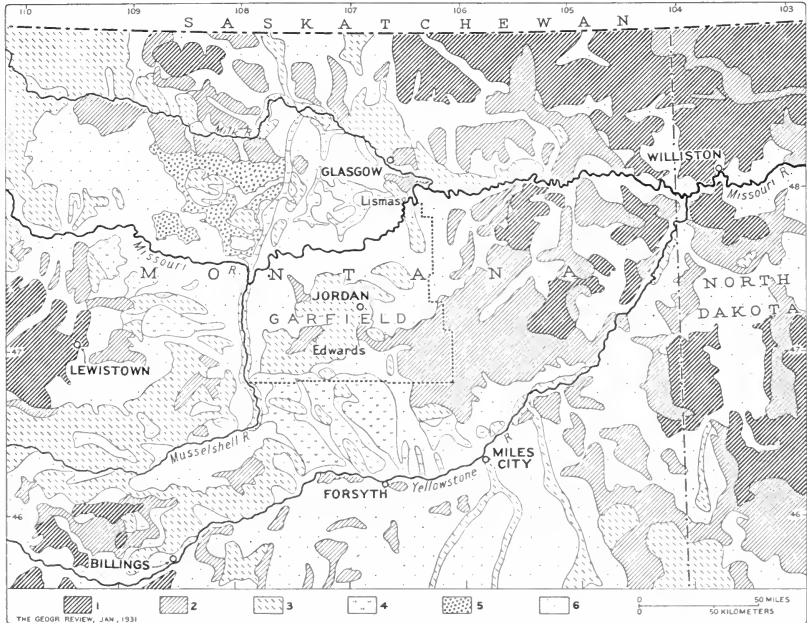 110 109 108 107 106 105 104 103
SASKATCHEWAN
Milk R.
GLASGOW
WILLISTON
Lismas
Missouri R.
48
Missouri R.
MONTANA
NORTH
DAKOTA
JORDAN
GARFIELD
47
47
LEWISTOWN
Edwards
Musselshell R.
MILES
CITY
FORSYTH
Yellowstone R.
46
46
BILLINGS
1 2 3 4 5 6
0 50 MILES
0 50 KILOMETERS
THE GEOGR. REVIEW, JAN., 1931